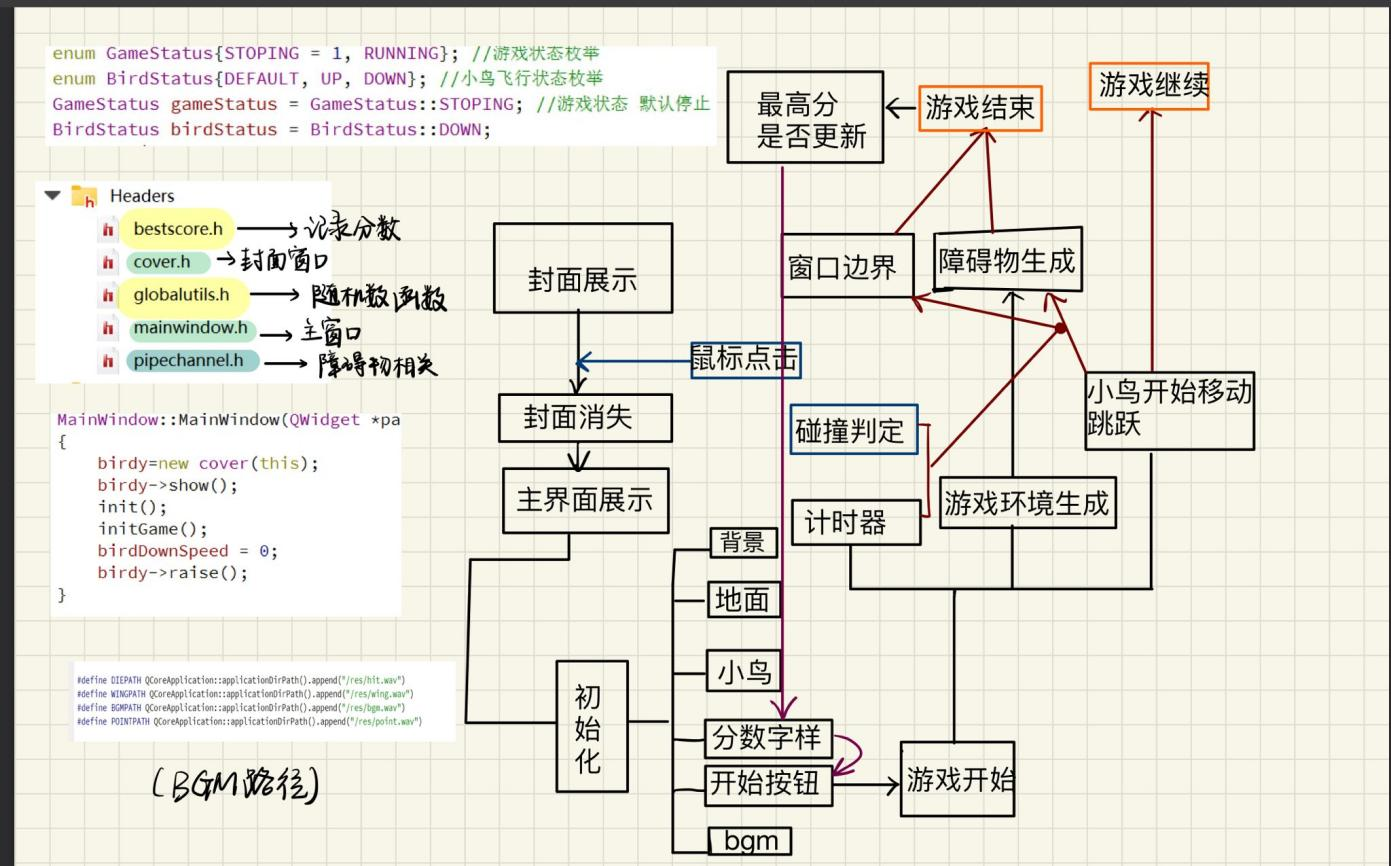 enum GameStatus{STOPING = 1, RUNNING}; //游戏状态枚举
enum BirdStatus{DEFAULT, UP, DOWN}; //小鸟飞行状态枚举
GameStatus gameStatus = GameStatus::STOPING; //游戏状态 默认停止
BirdStatus birdStatus = BirdStatus::DOWN;
Headers
bestscore.h 记录分数
cover.h 封面窗口
globalutils.h 随机数函数
mainwindow.h 主窗口
pipechannel.h 障碍物相关
MainWindow::MainWindow(QWidget *pa
{
birdy=new cover(this);
birdy->show();
init();
initGame();
birdDownSpeed = 0;
birdy->raise();
}
#define DIEPATH QCoreApplication::applicationDirPath().append("/res/hit.wav")
#define WINGPATH QCoreApplication::applicationDirPath().append("/res/wing.wav")
#define BGMPATH QCoreApplication::applicationDirPath().append("/res/bgm.wav")
#define POINTPATH QCoreApplication::applicationDirPath().append("/res/point.wav")
(BGM路径)
封面展示
鼠标点击
封面消失
主界面展示
初
始
化
背景
地面
小鸟
分数字样
开始按钮
bgm
游戏开始
计时器
碰撞判定
游戏环境生成
小鸟开始移动
跳跃
窗口边界
障碍物生成
最高分
是否更新
游戏结束
游戏继续